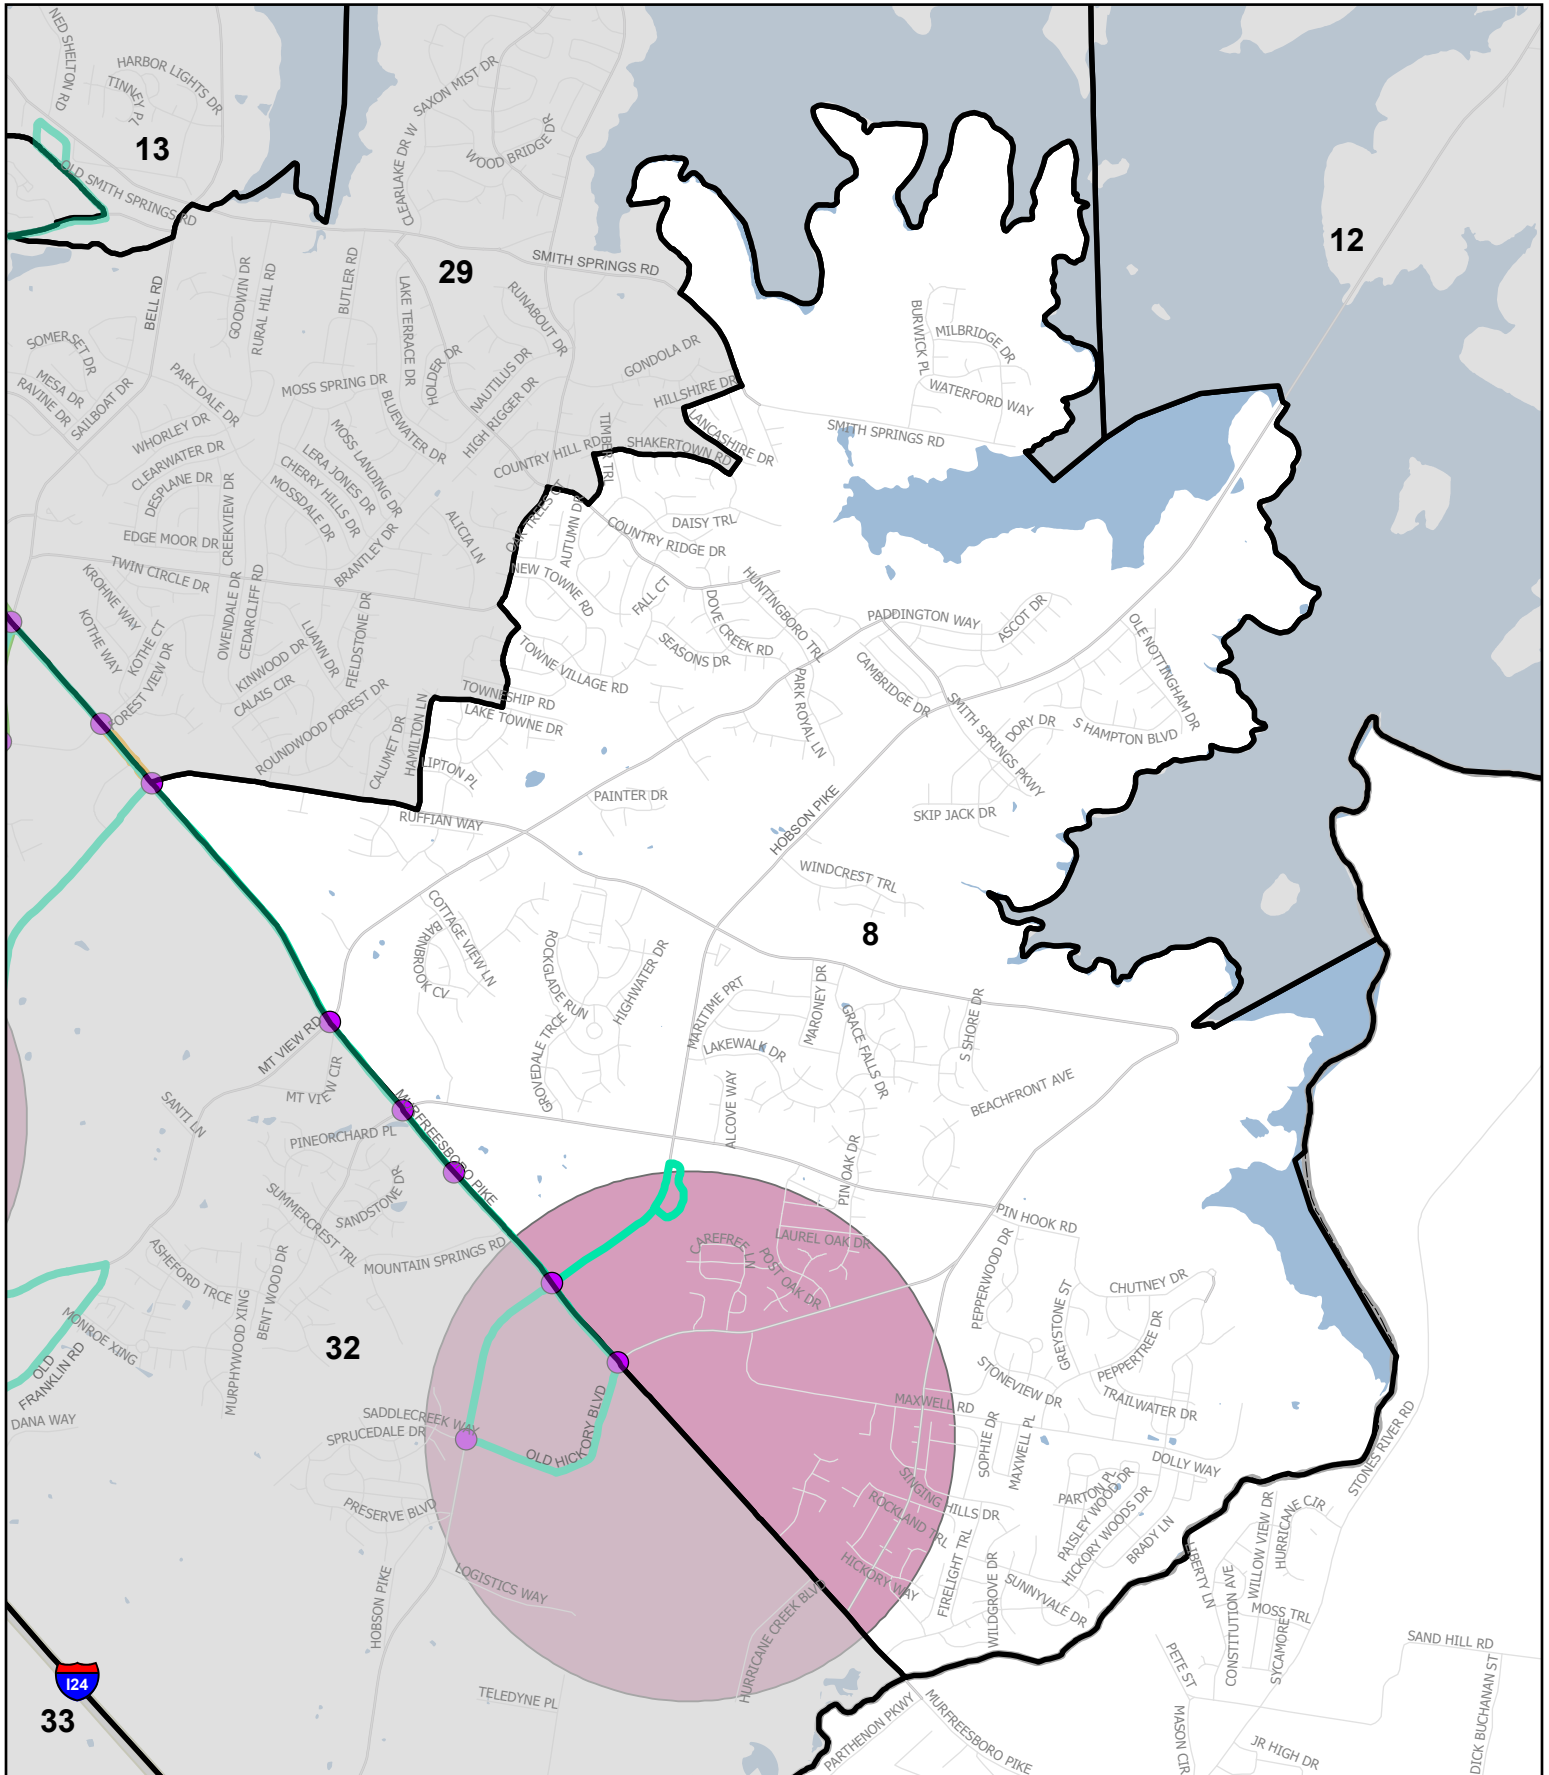 NED SHELTON RD
HARBOR LIGHTS DR
TINNEY PL
13
OLD SMITH SPRINGS RD
SAXON MIST DR
WOOD BRIDGE DR
CLEARLAKE DR W
29
SMITH SPRINGS RD
12
BELL RD
GOODWIN DR
RURAL HILL RD
BUTLER RD
LAKE TERRACE DR
RUNABOUT DR
SOMERSET DR
MESA DR
RAVINE DR
SAILBOAT DR
PARK DALE DR
MOSS SPRING DR
HOLDER DR
NAUTILUS DR
HIGH RIGGER DR
GONDOLA DR
HILLSHIRE DR
BLUEWATER DR
BURWICK PL
MILBRIDGE DR
WATERFORD WAY
WHORLEY DR
CLEARWATER DR
DESPLANE DR
MOSS LANDING DR
LERA JONES DR
CHERRY HILLS DR
MOSSDALE DR
COUNTRY HILL RD
TIMBER TRL
SHAKERTOWN RD
LANCASHIRE DR
SMITH SPRINGS RD
EDGE MOOR DR
CREEKVIEW DR
BRANTLEY DR
ALICIA LN
OAK TREES CT
AUTUMN DR
DAISY TRL
COUNTRY RIDGE DR
TWIN CIRCLE DR
KROHNE WAY
KOTHE WAY
KOTHE CT
FOREST VIEW DR
OWENDALE DR
CEDARCLIFF RD
LUANN DR
FIELDSTONE DR
KINWOOD DR
CALAIS CIR
NEW TOWNE RD
FALL CT
DOVE CREEK RD
HUNTINGBORO TRL
SEASONS DR
PADDINGTON WAY
ASCOT DR
OLE NOTTINGHAM DR
TOWNE VILLAGE RD
TOWNESHIP RD
LAKE TOWNE DR
PARK ROYAL LN
CAMBRIDGE DR
SMITH SPRINGS PKWY
DORY DR
S HAMPTON BLVD
ROUNDWOOD FOREST DR
CALUMET DR
HAMILTON LN
LIPTON PL
RUFFIAN WAY
PAINTER DR
HOBSON PIKE
SKIP JACK DR
WINDCREST TRL
8
COTTAGE VIEW LN
BARNBROOK CV
ROCKGLADE RUN
HIGHWATER DR
GROVEDALE TRCE
MARITIME PRT
LAKEWALK DR
MARONEY DR
GRACE FALLS DR
S SHORE DR
BEACHFRONT AVE
ALCOVE WAY
PIN OAK DR
MT VIEW RD
MT VIEW CIR
SANTI LN
PINEORCHARD PL
MURFREESBORO PIKE
SUMMERCREST TRL
SANDSTONE DR
MOUNTAIN SPRINGS RD
ASHEFORD TRCE
BENT WOOD DR
MURPHYWOOD XING
MONROE XING
OLD FRANKLIN RD
DANA WAY
32
CAREFREE LN
POST OAK DR
LAUREL OAK DR
PIN HOOK RD
PEPPERWOOD DR
GREYSTONE ST
CHUTNEY DR
PEPPERTREE DR
STONEVIEW DR
TRAILWATER DR
MAXWELL RD
SOPHIE DR
MAXWELL PL
DOLLY WAY
STONES RIVER RD
SADDLECREEK WAY
SPRUCEDALE DR
OLD HICKORY BLVD
PRESERVE BLVD
SINGING HILLS DR
ROCKLAND TRL
HICKORY WAY
PARTON PL
PAISLEY WOOD DR
HICKORY WOODS DR
BRADY LN
FIRELIGHT TRL
WILDGROVE DR
SUNNYVALE DR
LIBERTY LN
CONSTITUTION AVE
WILLOW VIEW DR
HURRICANE CIR
MOSS TRL
SYCAMORE
HOBSON PIKE
LOGISTICS WAY
HURRICANE CREEK BLVD
TELEDYNE PL
I24
33
PARTHENON PKWY
MURFREESBORO PIKE
PETE ST
MASON CIR
JR HIGH DR
SAND HILL RD
DICK BUCHANAN ST